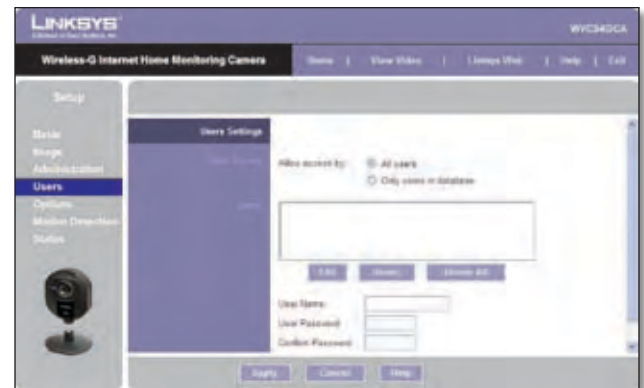 LINKSYS
WVC54GCA
Wireless-G Internet Home Monitoring Camera
Home | View Video | Linksys Web | Help | Exit
Setup
Basic
Image
Administration
Users
Options
Motion Detection
Status
Users Settings
Users
Allow access by:
All users
Only users in database
Edit
Delete All
User Name:
User Password
Confirm Password
Apply
Cancel
Help